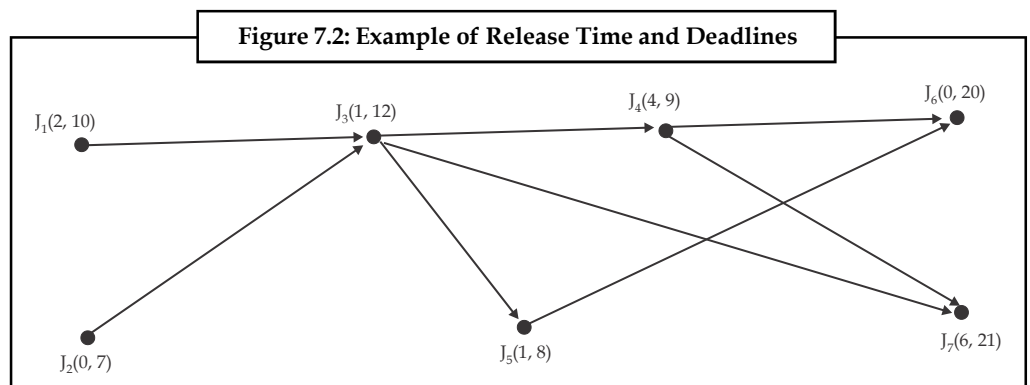 Figure 7.2: Example of Release Time and Deadlines
J₁(2, 10)
J₃(1, 12)
J₄(4, 9)
J₆(0, 20)
J₂(0, 7)
J₅(1, 8)
J₇(6, 21)